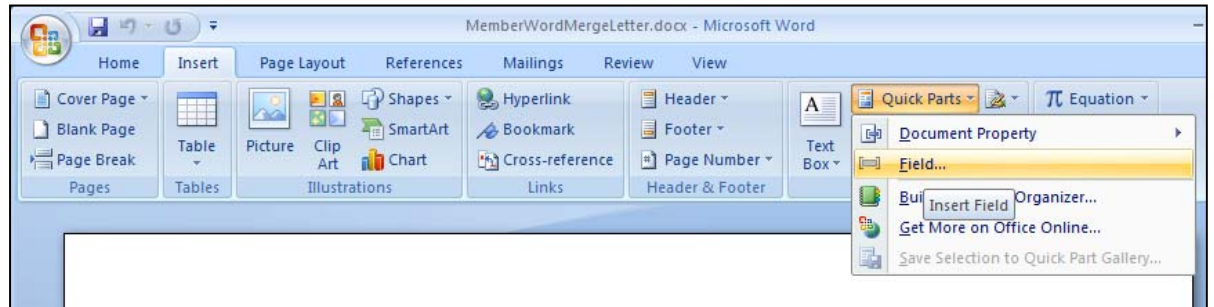 MemberWordMergeLetter.docx - Microsoft Word
Home Insert Page Layout References Mailings Review View
Cover Page
Blank Page
Page Break
Pages
Table
Tables
Picture
Clip
Art
Shapes
SmartArt
Chart
Illustrations
Hyperlink
Bookmark
Cross-reference
Links
Header
Footer
Page Number
Header & Footer
A
Text
Box
Quick Parts
π Equation
Document Property
Field...
Organizer...
Insert Field
Get More on Office Online...
Save Selection to Quick Part Gallery...